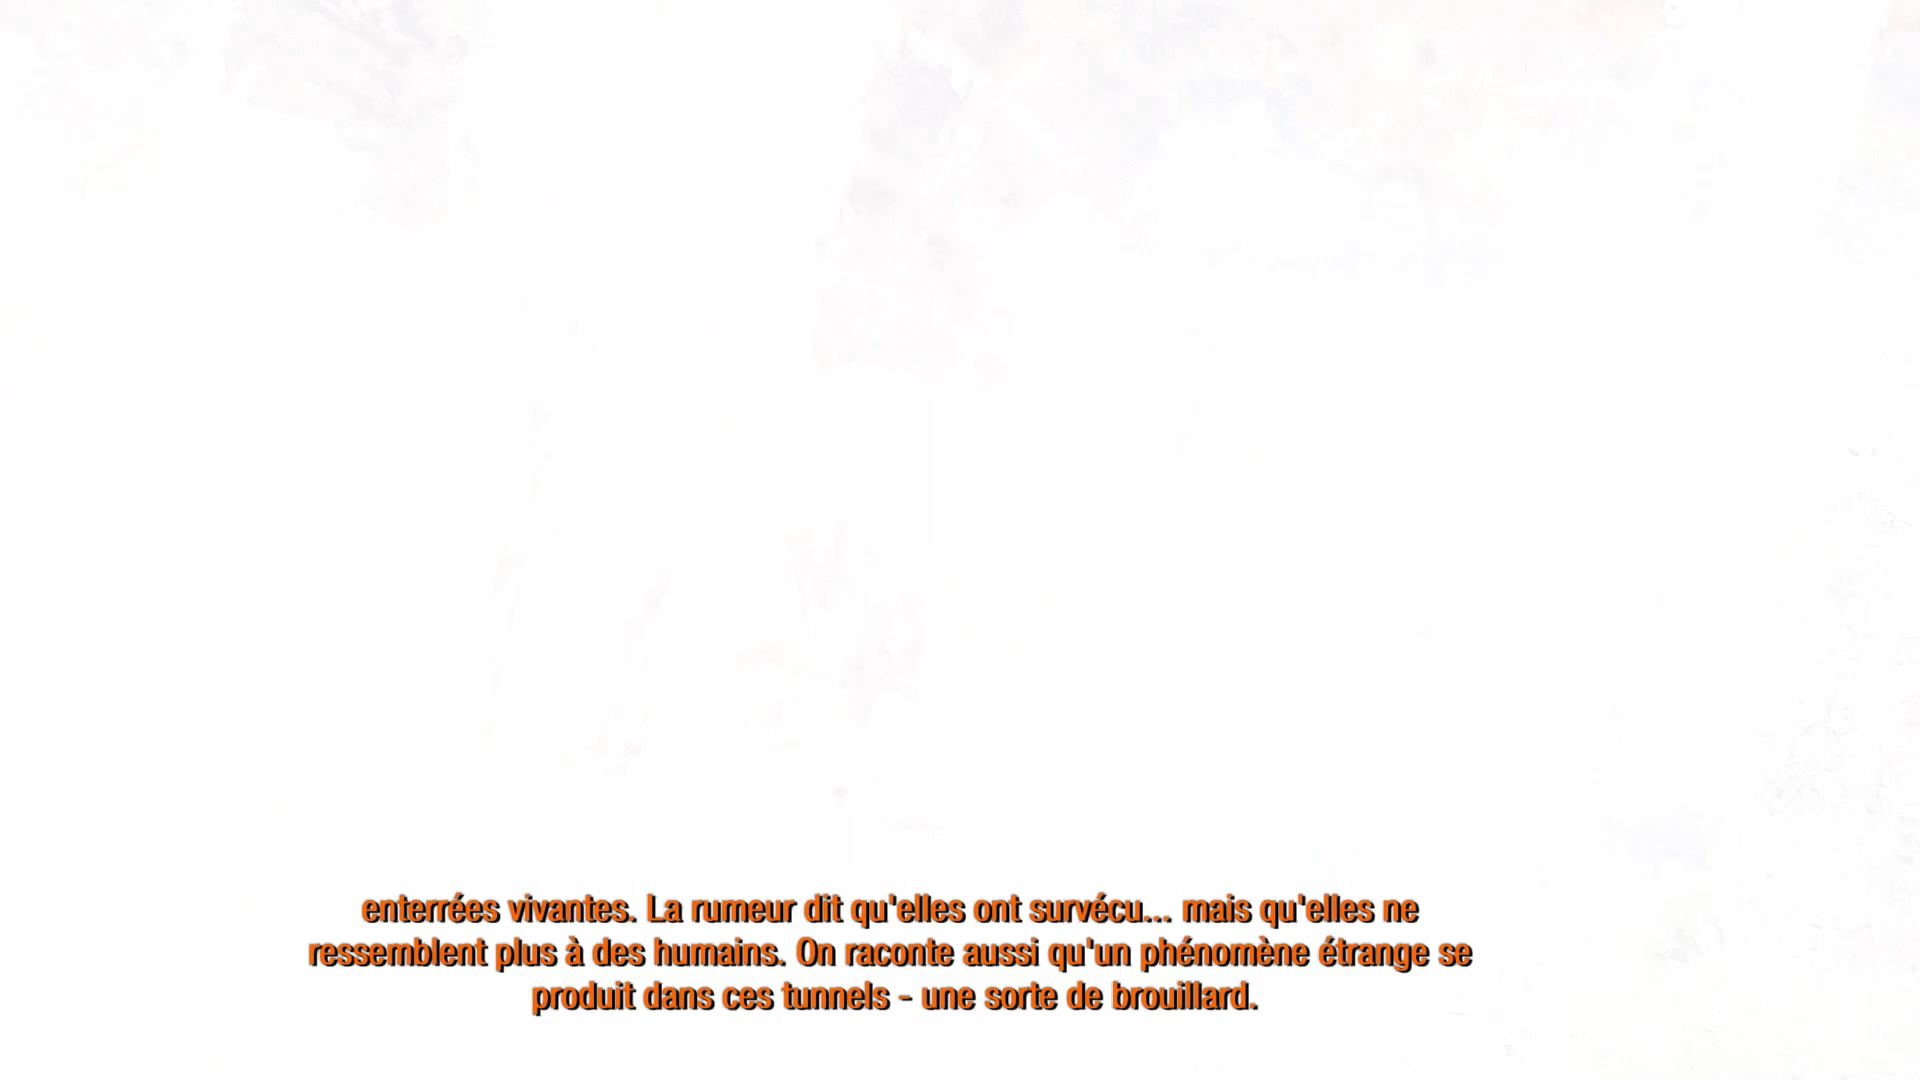 enterrées vivantes. La rumeur dit qu'elles ont survécu... mais qu'elles ne
ressemblent plus à des humains. On raconte aussi qu'un phénomène étrange se
produit dans ces tunnels - une sorte de brouillard.